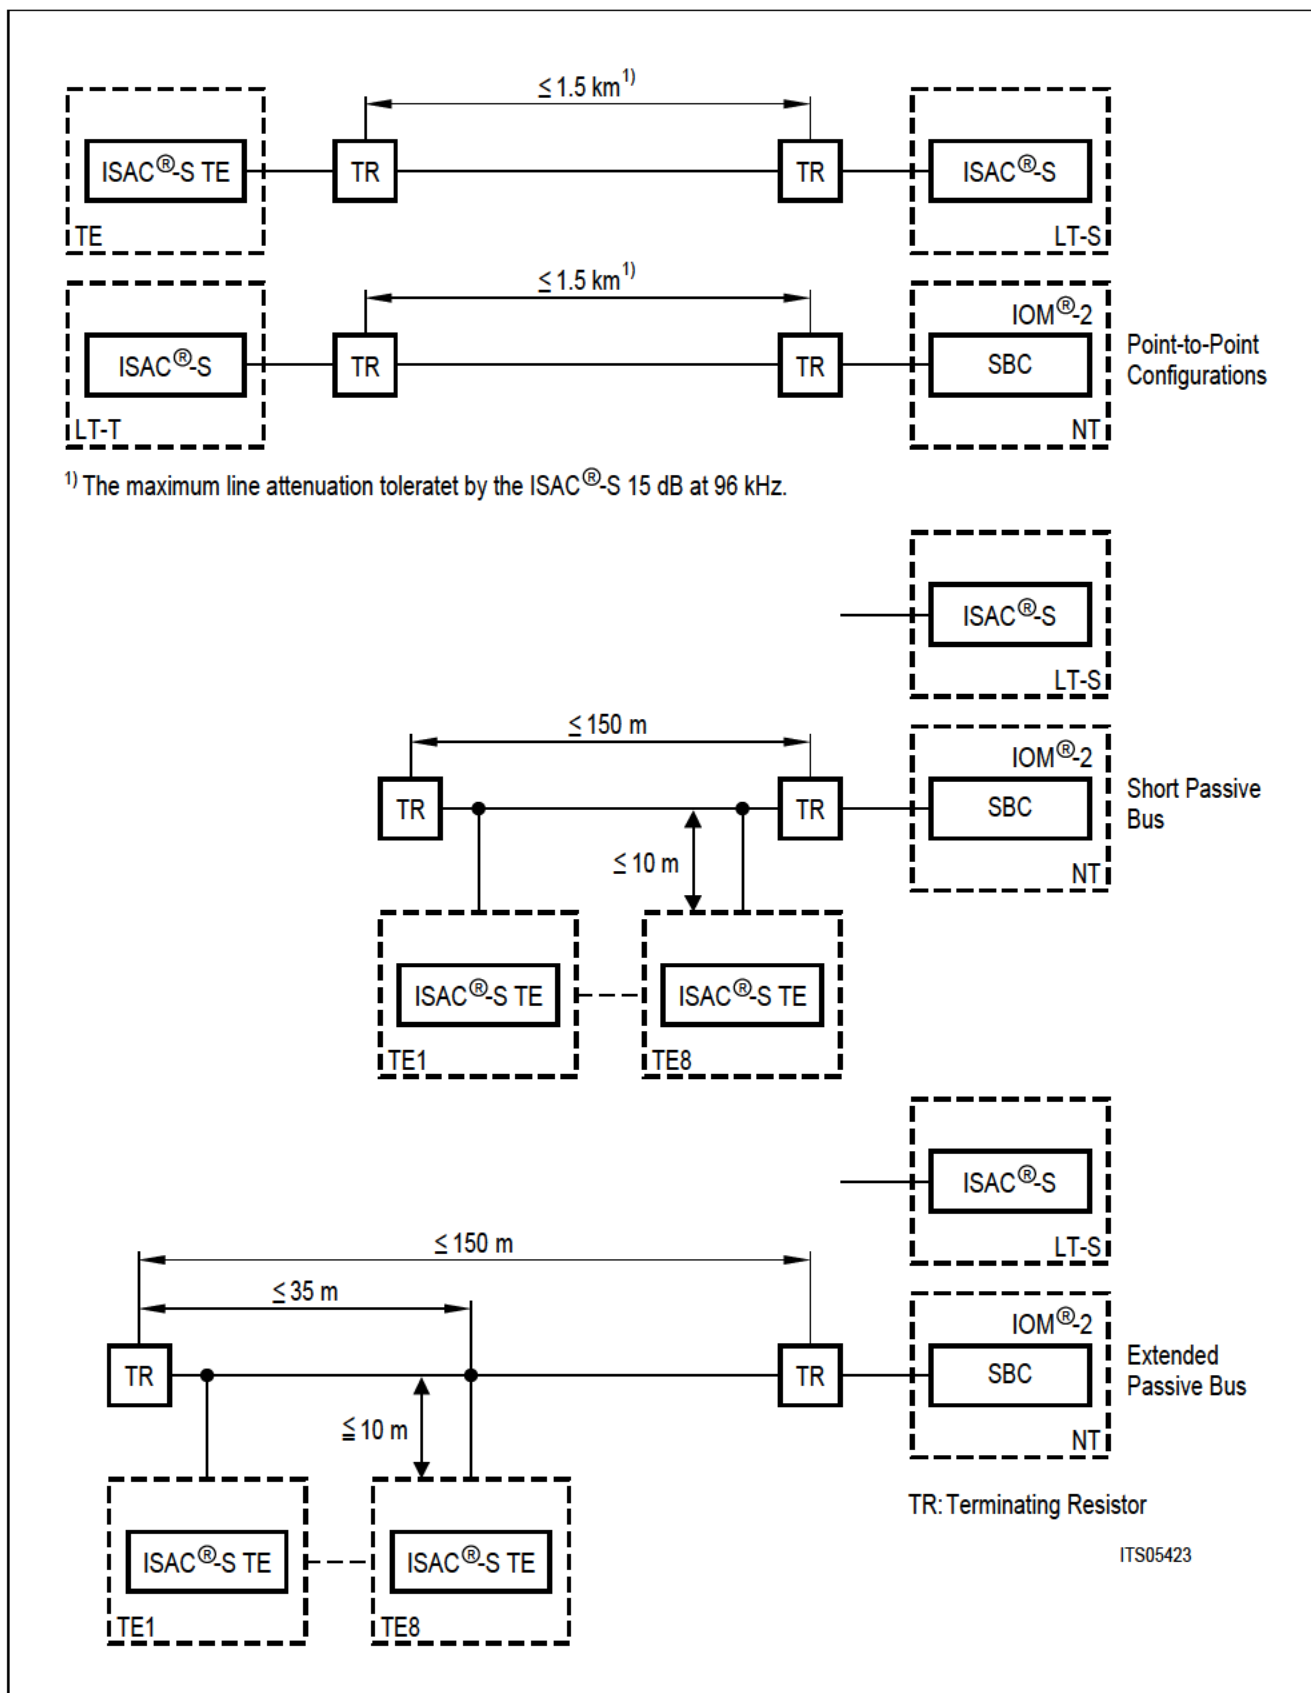 ≤ 1.5 km1)
ISAC®-S TE
TR
TR
ISAC®-S
TE
LT-S
≤ 1.5 km1)
IOM®-2
ISAC®-S
TR
TR
SBC
Point-to-Point
Configurations
LT-T
NT
1) The maximum line attenuation toleratet by the ISAC®-S 15 dB at 96 kHz.
ISAC®-S
LT-S
≤ 150 m
IOM®-2
TR
TR
SBC
Short Passive
Bus
≤ 10 m
NT
ISAC®-S TE
ISAC®-S TE
TE1
TE8
ISAC®-S
LT-S
≤ 150 m
≤ 35 m
IOM®-2
TR
TR
SBC
Extended
Passive Bus
≦ 10 m
NT
TR: Terminating Resistor
ISAC®-S TE
ISAC®-S TE
ITS05423
TE1
TE8